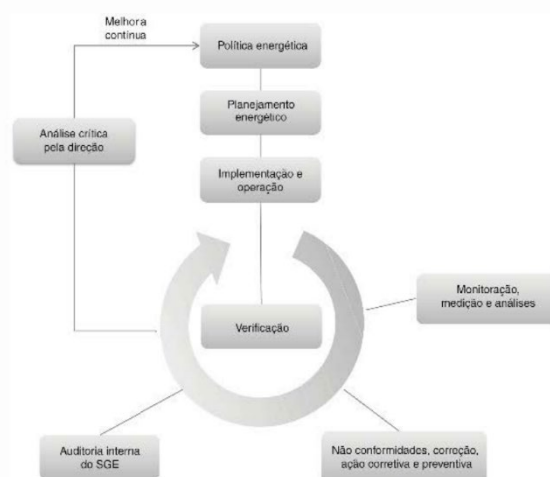 Melhora
contínua
Política energética
Planejamento
energético
Análise crítica
pela direção
Implementação e
operação
Monitoração,
medição e análises
Verificação
Auditoria interna
do SGE
Não conformidades, correção,
ação corretiva e preventiva